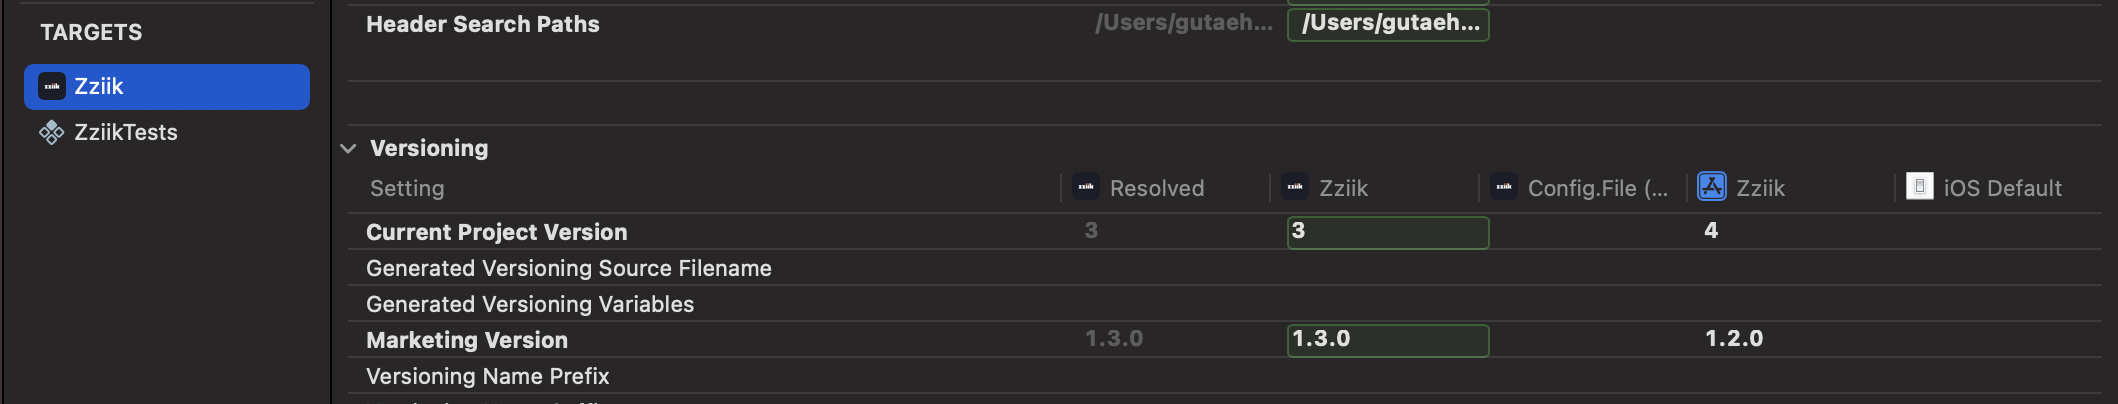 TARGETS
Zziik
ZziikTests
Header Search Paths /Users/gutaeh... /Users/gutaeh...
Versioning
Setting Resolved Zziik Config.File (... Zziik iOS Default
Current Project Version 3 3 4
Generated Versioning Source Filename
Generated Versioning Variables
Marketing Version 1.3.0 1.3.0 1.2.0
Versioning Name Prefix